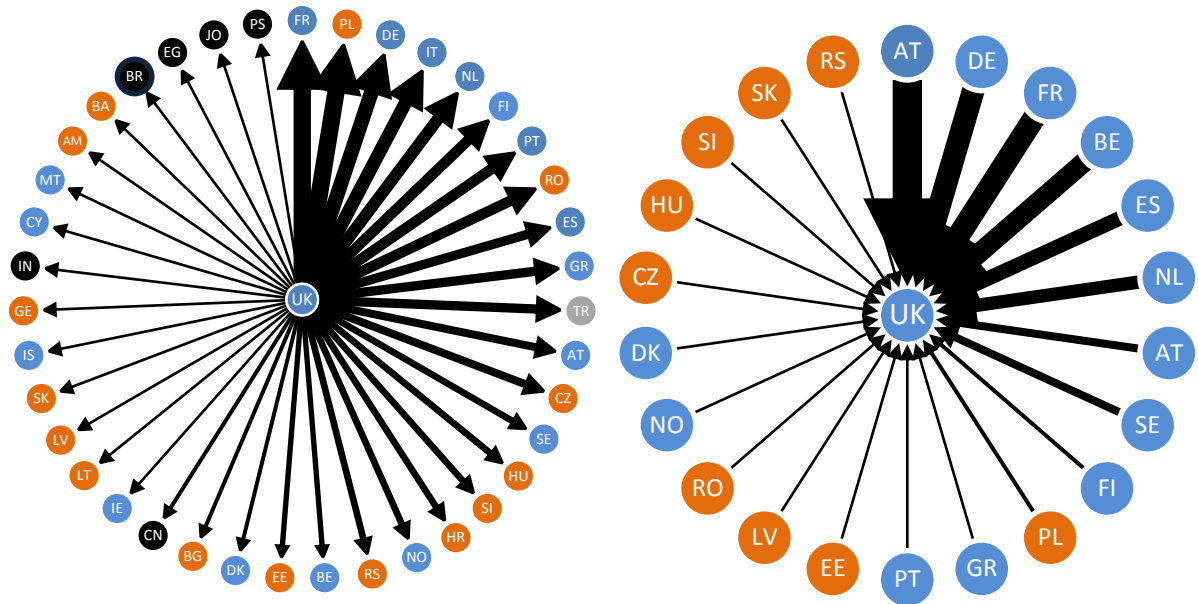 FR
PL
DE
IT
NL
FI
PT
RO
ES
GR
TR
AT
CZ
SE
HU
SI
HR
NO
RS
BE
EE
DK
BG
CN
IE
LT
LV
SK
IS
GE
IN
CY
MT
AM
BA
BR
EG
JO
PS
UK
AT
DE
FR
BE
ES
NL
AT
SE
FI
PL
GR
PT
EE
LV
RO
NO
DK
CZ
HU
SI
SK
RS
UK